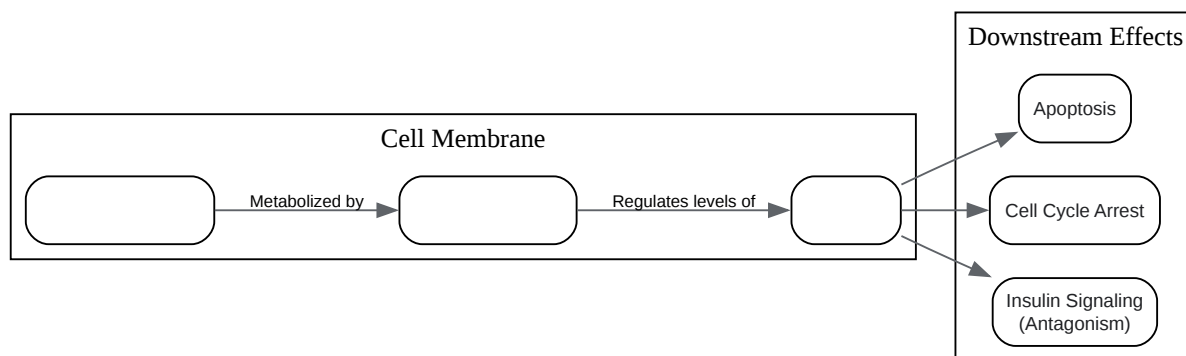 Downstream Effects
Apoptosis
Cell Membrane
Metabolized by
Regulates levels of
Cell Cycle Arrest
Insulin Signaling
(Antagonism)